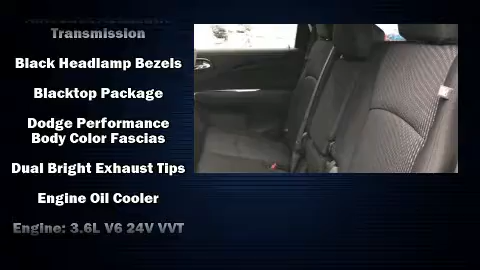 Transmission
Black Headlamp Bezels
Blacktop Package
Dodge Performance
Body Color Fascias
Dual Bright Exhaust Tips
Engine Oil Cooler
Engine: 3.6L V6 24V VVT